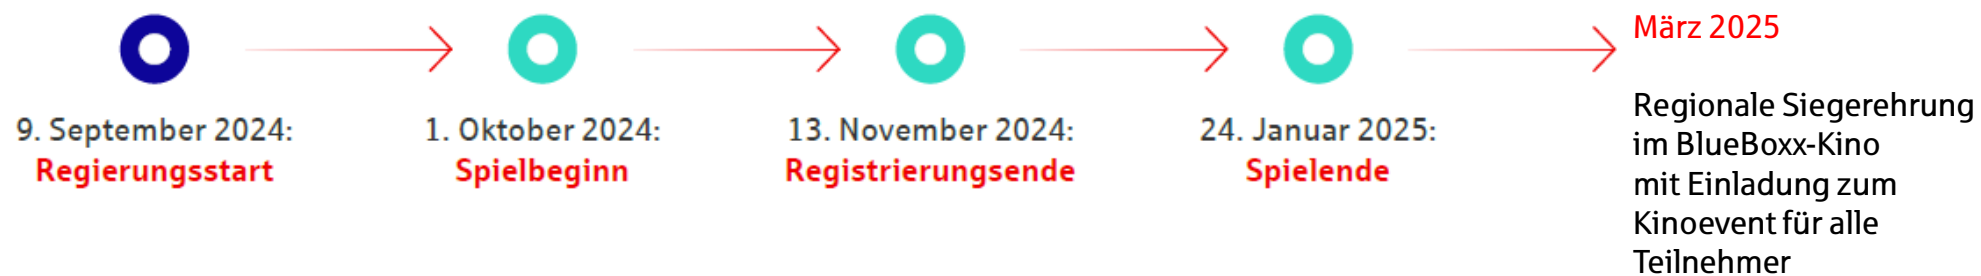 9. September 2024:
Regierungsstart
1. Oktober 2024:
Spielbeginn
13. November 2024:
Registrierungsende
24. Januar 2025:
Spielende
März 2025
Regionale Siegerehrung
im BlueBoxx-Kino
mit Einladung zum
Kinoevent für alle
Teilnehmer